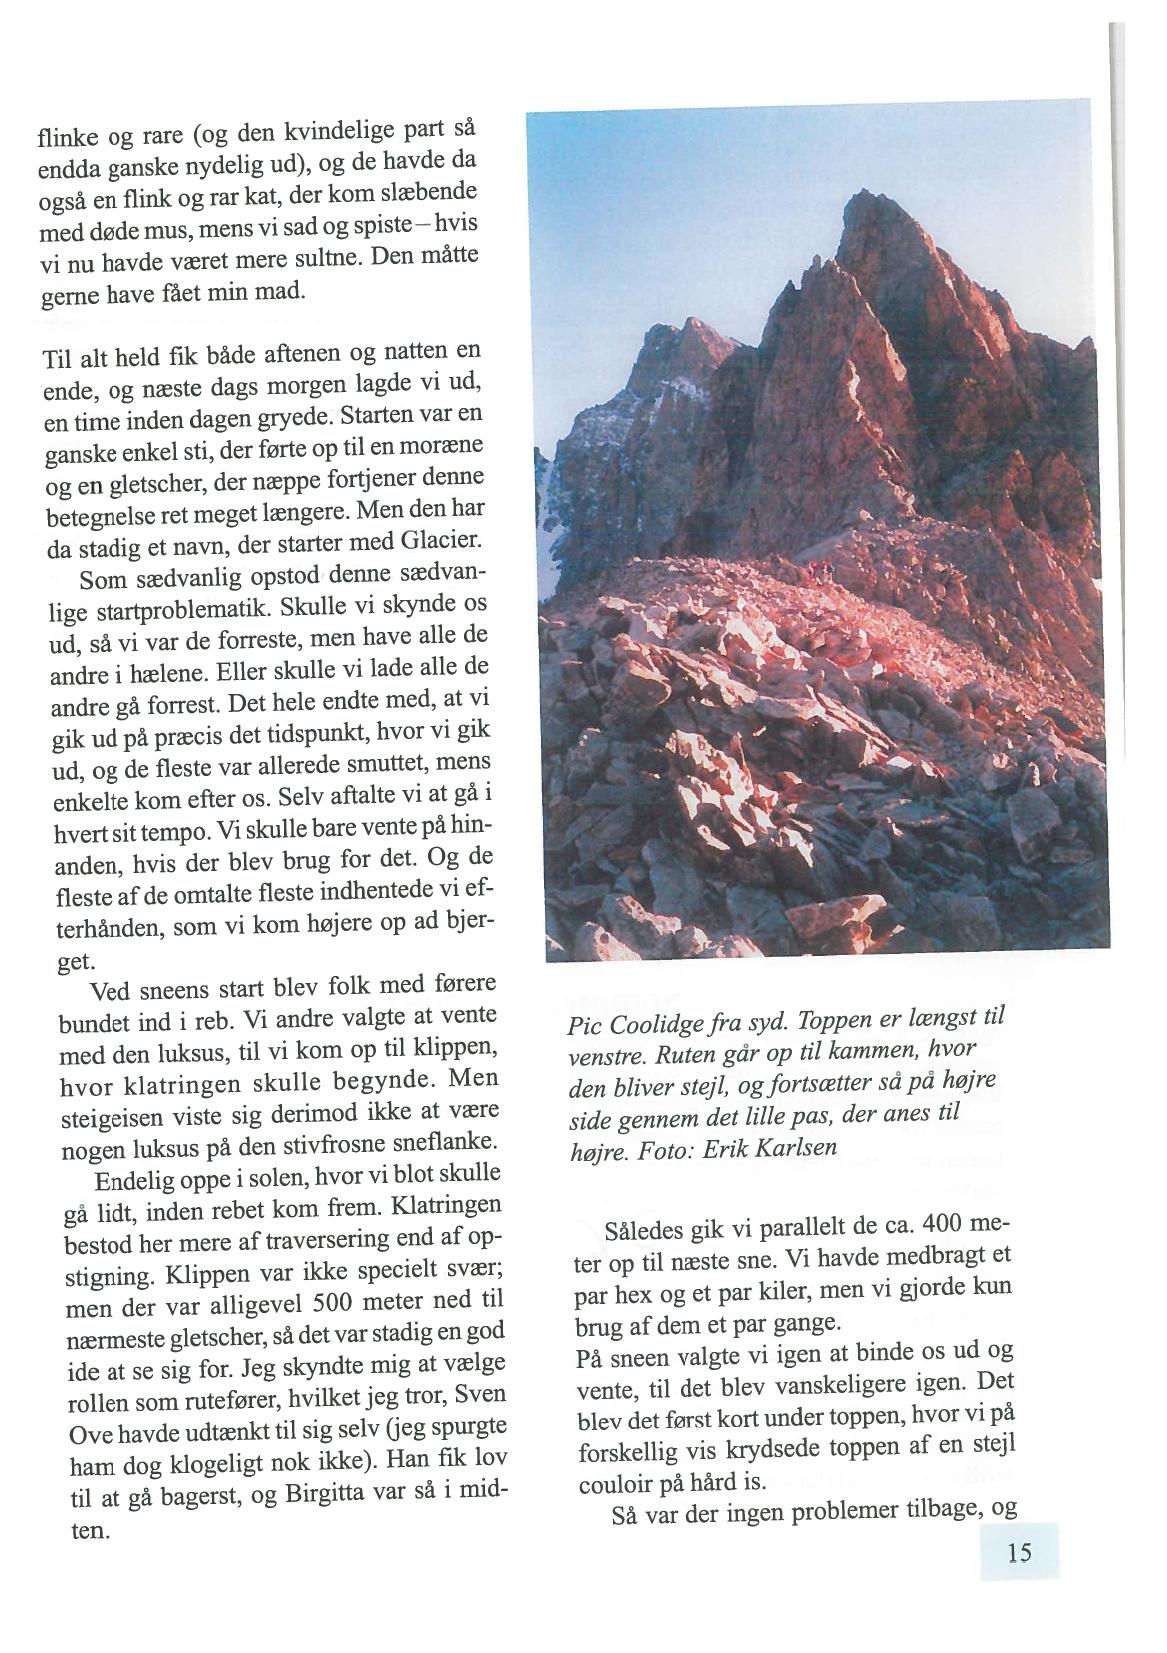 flinke og rare (og den kvindelige part så
endda ganske nydelig ud), og de havde da
også en flink og rar kat, der kom slæbende
med døde mus, mens vi sad og spiste – hvis
vi nu havde været mere sultne. Den måtte
gerne have fået min mad.
Til alt held fik både aftenen og natten en
ende, og næste dags morgen lagde vi ud,
en time inden dagen gryede. Starten var en
ganske enkel sti, der førte op til en moræne
og en gletscher, der næppe fortjener denne
betegnelse ret meget længere. Men den har
da stadig et navn, der starter med Glacier.
Som sædvanlig opstod denne sædvan-
lige startproblematik. Skulle vi skynde os
ud, så vi var de forreste, men have alle de
andre i hælene. Eller skulle vi lade alle de
andre gå forrest. Det hele endte med, at vi
gik ud på præcis det tidspunkt, hvor vi gik
ud, og de fleste var allerede smuttet, mens
enkelte kom efter os. Selv aftalte vi at gå i
hvert sit tempo. Vi skulle bare vente på hin-
anden, hvis der blev brug for det. Og de
fleste af de omtalte fleste indhentede vi ef-
terhånden, som vi kom højere op ad bjer-
get.
Ved sneens start blev folk med førere
bundet ind i reb. Vi andre valgte at vente
med den luksus, til vi kom op til klippen,
hvor klatringen skulle begynde. Men
steigeisen viste sig derimod ikke at være
nogen luksus på den stivfrosne sneflanke.
Endelig oppe i solen, hvor vi blot skulle
gå lidt, inden rebet kom frem. Klatringen
bestod her mere af traversering end af op-
stigning. Klippen var ikke specielt svær;
men der var alligevel 500 meter ned til
nærmeste gletscher, så det var stadig en god
ide at se sig for. Jeg skyndte mig at vælge
rollen som rutefører, hvilket jeg tror, Sven
Ove havde udtænkt til sig selv (jeg spurgte
ham dog klogeligt nok ikke). Han fik lov
til at gå bagerst, og Birgitta var så i mid-
ten.
Pic Coolidge fra syd. Toppen er længst til
venstre. Ruten går op til kammen, hvor
den bliver stejl, og fortsætter så på højre
side gennem det lille pas, der anes til
højre. Foto: Erik Karlsen
Således gik vi parallelt de ca. 400 me-
ter op til næste sne. Vi havde medbragt et
par hex og et par kiler, men vi gjorde kun
brug af dem et par gange.
På sneen valgte vi igen at binde os ud og
vente, til det blev vanskeligere igen. Det
blev det først kort under toppen, hvor vi på
forskellig vis krydsede toppen af en stejl
couloir på hård is.
Så var der ingen problemer tilbage, og
15